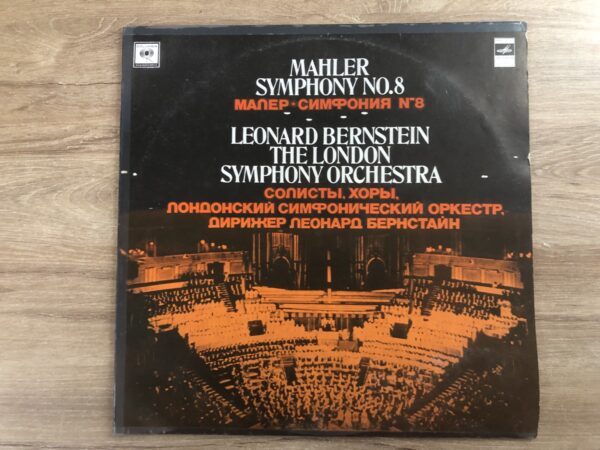 MAHLER
SYMPHONY NO.8
МАЛЕР · СИМФОНИЯ №8
LEONARD BERNSTEIN
THE LONDON
SYMPHONY ORCHESTRA
СОЛИСТЫ, ХОРЫ,
ЛОНДОНСКИЙ СИМФОНИЧЕСКИЙ ОРКЕСТР,
ДИРИЖЕР ЛЕОНАРД БЕРНСТАЙН